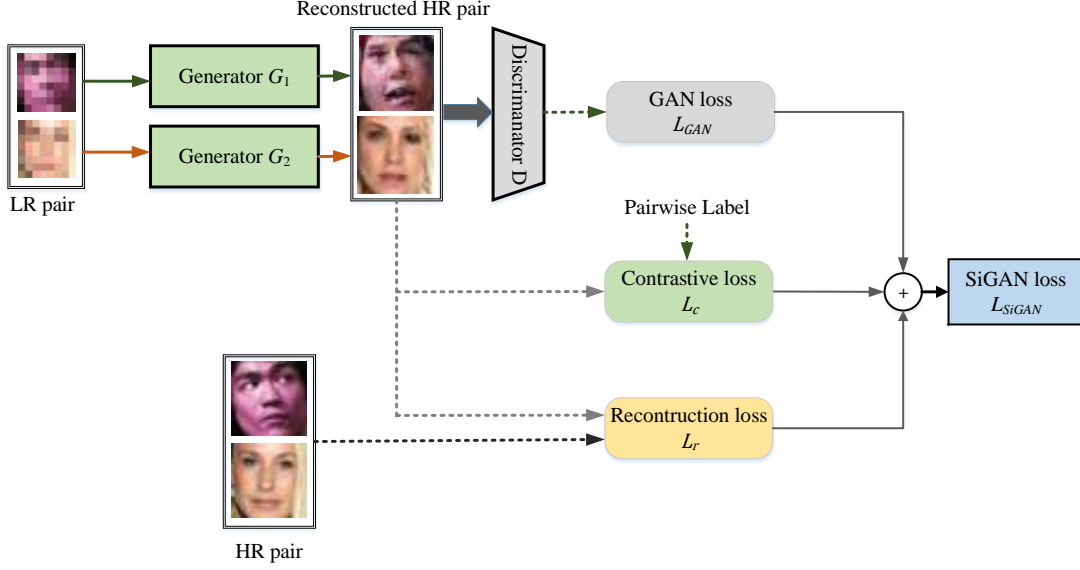 Reconstructed HR pair
Generator G1
Generator G2
LR pair
Discrimanator D
GAN loss
LGAN
Pairwise Label
Contrastive loss
Lc
+
SiGAN loss
LSiGAN
Recontruction loss
Lr
HR pair